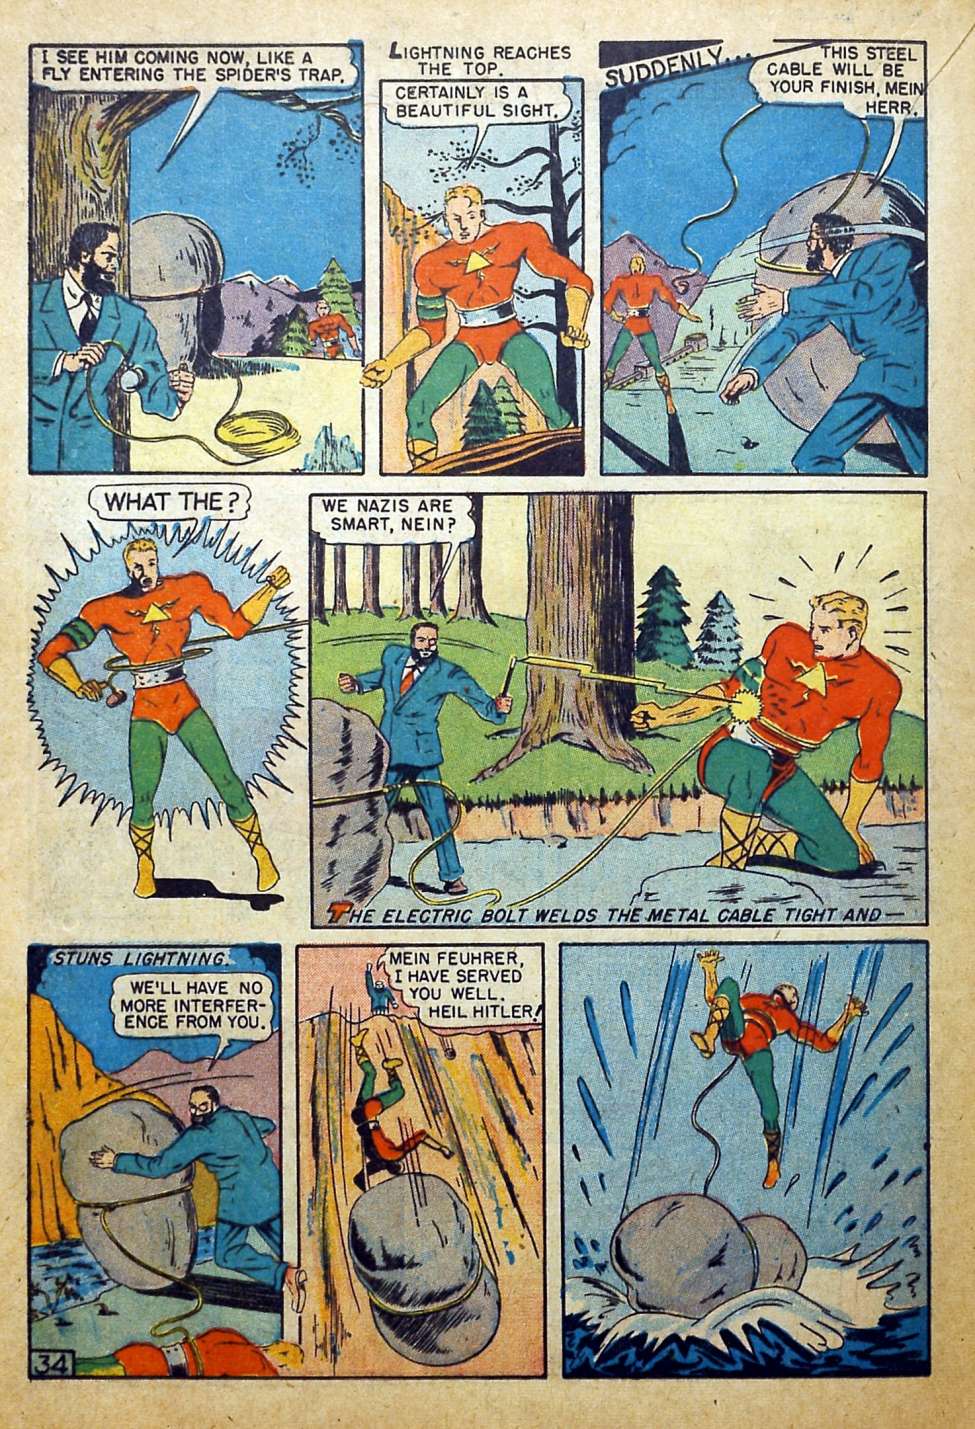 I SEE HIM COMING NOW, LIKE A
FLY ENTERING THE SPIDER'S TRAP.
LIGHTNING REACHES
THE TOP.
CERTAINLY IS A
BEAUTIFUL SIGHT.
SUDDENLY...
THIS STEEL
CABLE WILL BE
YOUR FINISH, MEIN
HERR.
WHAT THE?
WE NAZIS ARE
SMART, NEIN?
THE ELECTRIC BOLT WELDS THE METAL CABLE TIGHT AND—
STUNS LIGHTNING.
WE'LL HAVE NO
MORE INTERFER-
ENCE FROM YOU.
MEIN FEUHRER,
I HAVE SERVED
YOU WELL.
HEIL HITLER!
34